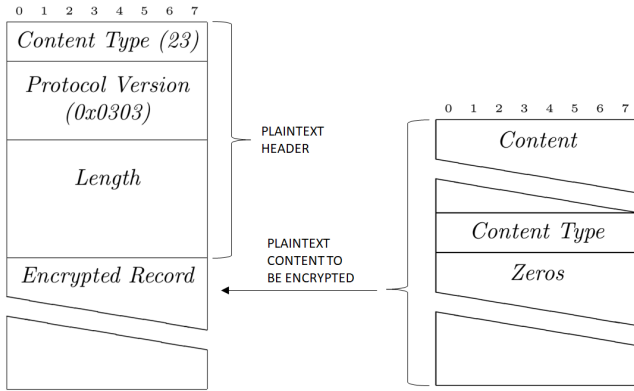 0 1 2 3 4 5 6 7
Content Type (23)
Protocol Version
(0x0303)
Length
Encrypted Record
PLAINTEXT
HEADER
PLAINTEXT
CONTENT TO
BE ENCRYPTED
0 1 2 3 4 5 6 7
Content
Content Type
Zeros